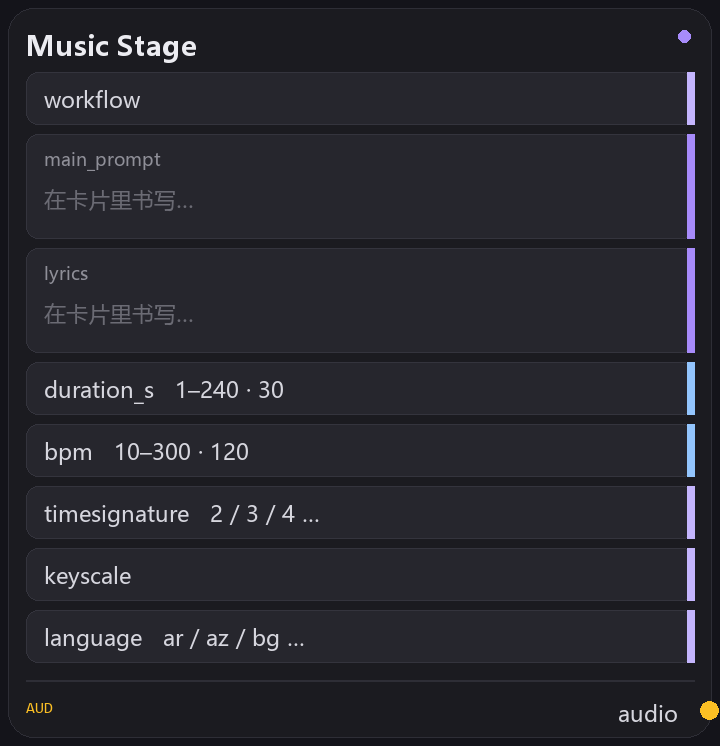 Music Stage
workflow
main_prompt
在卡片里书写...
lyrics
在卡片里书写...
duration_s 1–240 · 30
bpm 10–300 · 120
timesignature 2 / 3 / 4 ...
keyscale
language ar / az / bg ...
AUD
audio